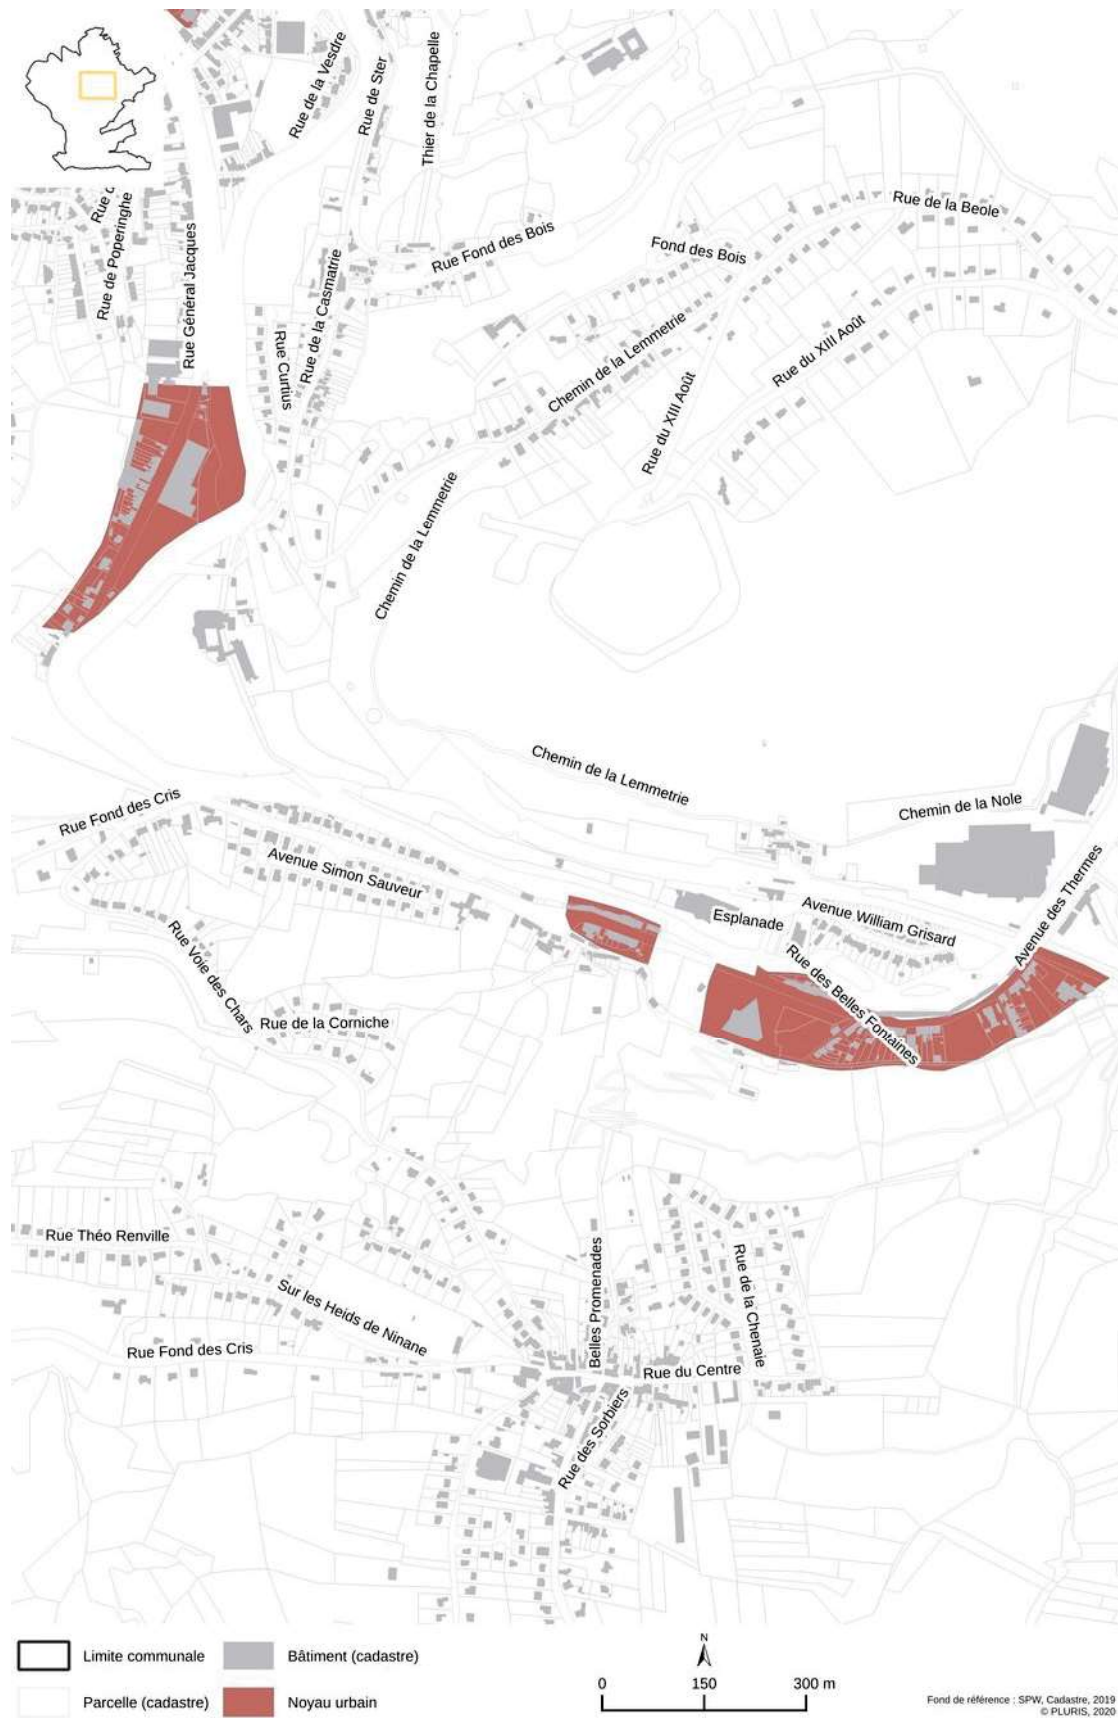 Rue de la Vesdre
Rue de Ster
Thier de la Chapelle
Rue d
Rue de Poperinghe
Rue Général Jacques
Rue Fond des Bois
Fond des Bois
Rue de la Beole
Rue Curtius
Rue de la Casmatrie
Chemin de la Lemmetrie
Rue du XIII Août
Rue du XIII Août
Chemin de la Lemmetrie
Chemin de la Lemmetrie
Rue Fond des Cris
Chemin de la Nole
Avenue Simon Sauveur
Avenue des Thermes
Esplanade
Avenue William Grisard
Rue Voie des Chars
Rue des Belles Fontaines
Rue de la Corniche
Rue Théo Renville
Belles Promenades
Rue de la Chenaie
Sur les Heids de Ninane
Rue Fond des Cris
Rue du Centre
Rue des Sorbiers
Limite communale
Bâtiment (cadastre)
Parcelle (cadastre)
Noyau urbain
N
0 150 300 m
Fond de référence : SPW, Cadastre, 2019
© PLURIS, 2020